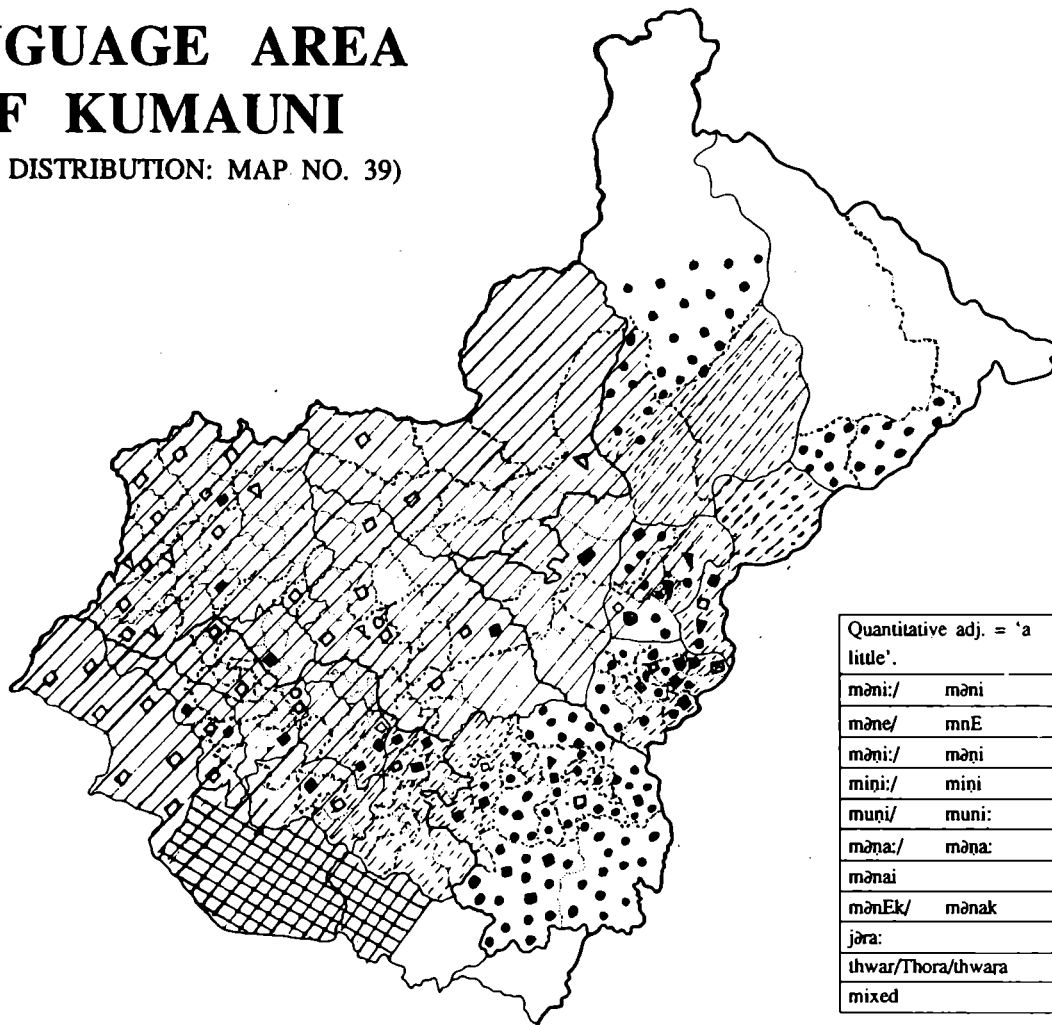 NGUAGE AREA
F KUMAUNI
DISTRIBUTION: MAP NO. 39)
Quantitative adj. = ‘a
little’.
məni:/ məni
məne/ mnE
məṇi:/ məṇi
miṇi:/ miṇi
muṇi/ muni:
məṇa:/ məṇa:
mənai
mənEk/ mənak
jəra:
thwar/Thora/thwara
mixed